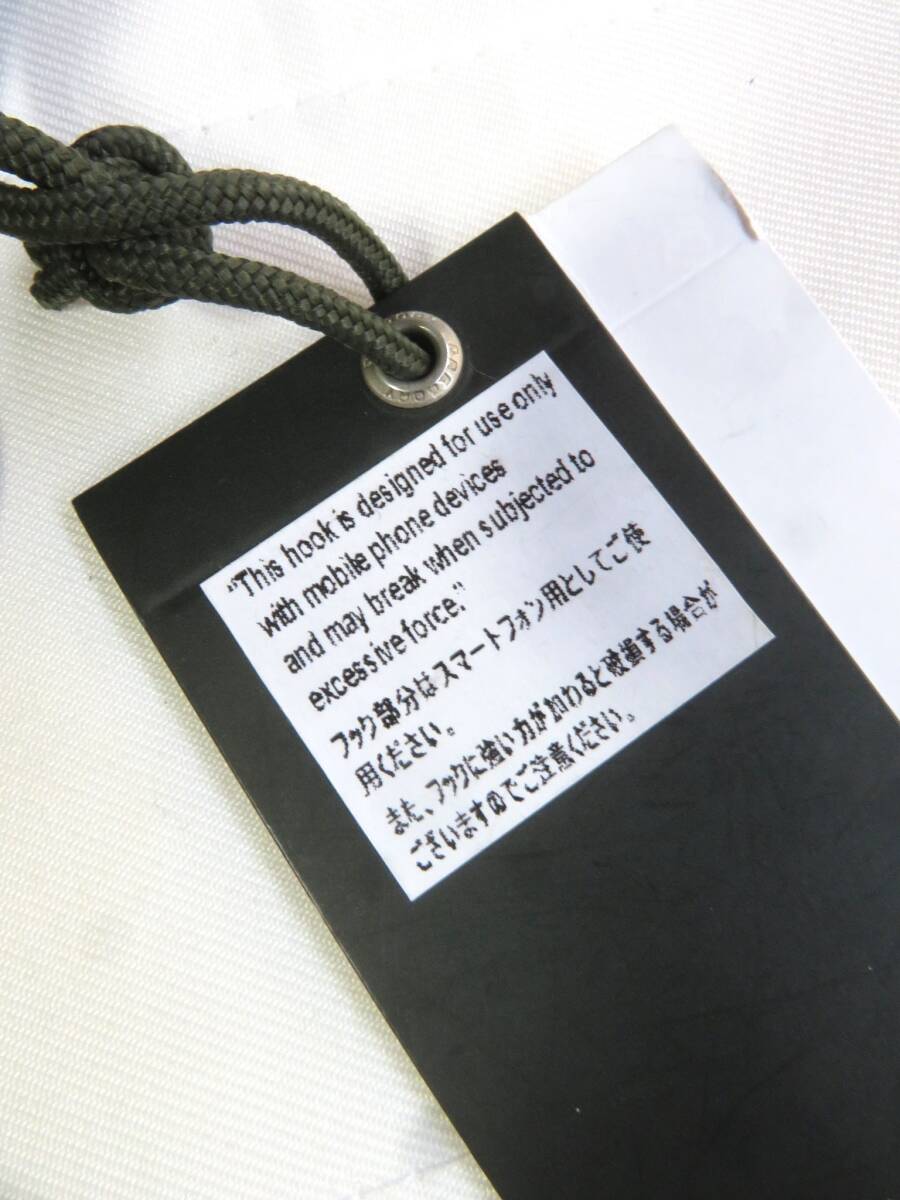 "This hook is designed for use only
with mobile phone devices
and may break when subjected to
excessive force."
フック部分はスマートフォン用としてご使
用ください。
また、フックに強い力が加わると破損する場合が
ございますのでご注意ください。